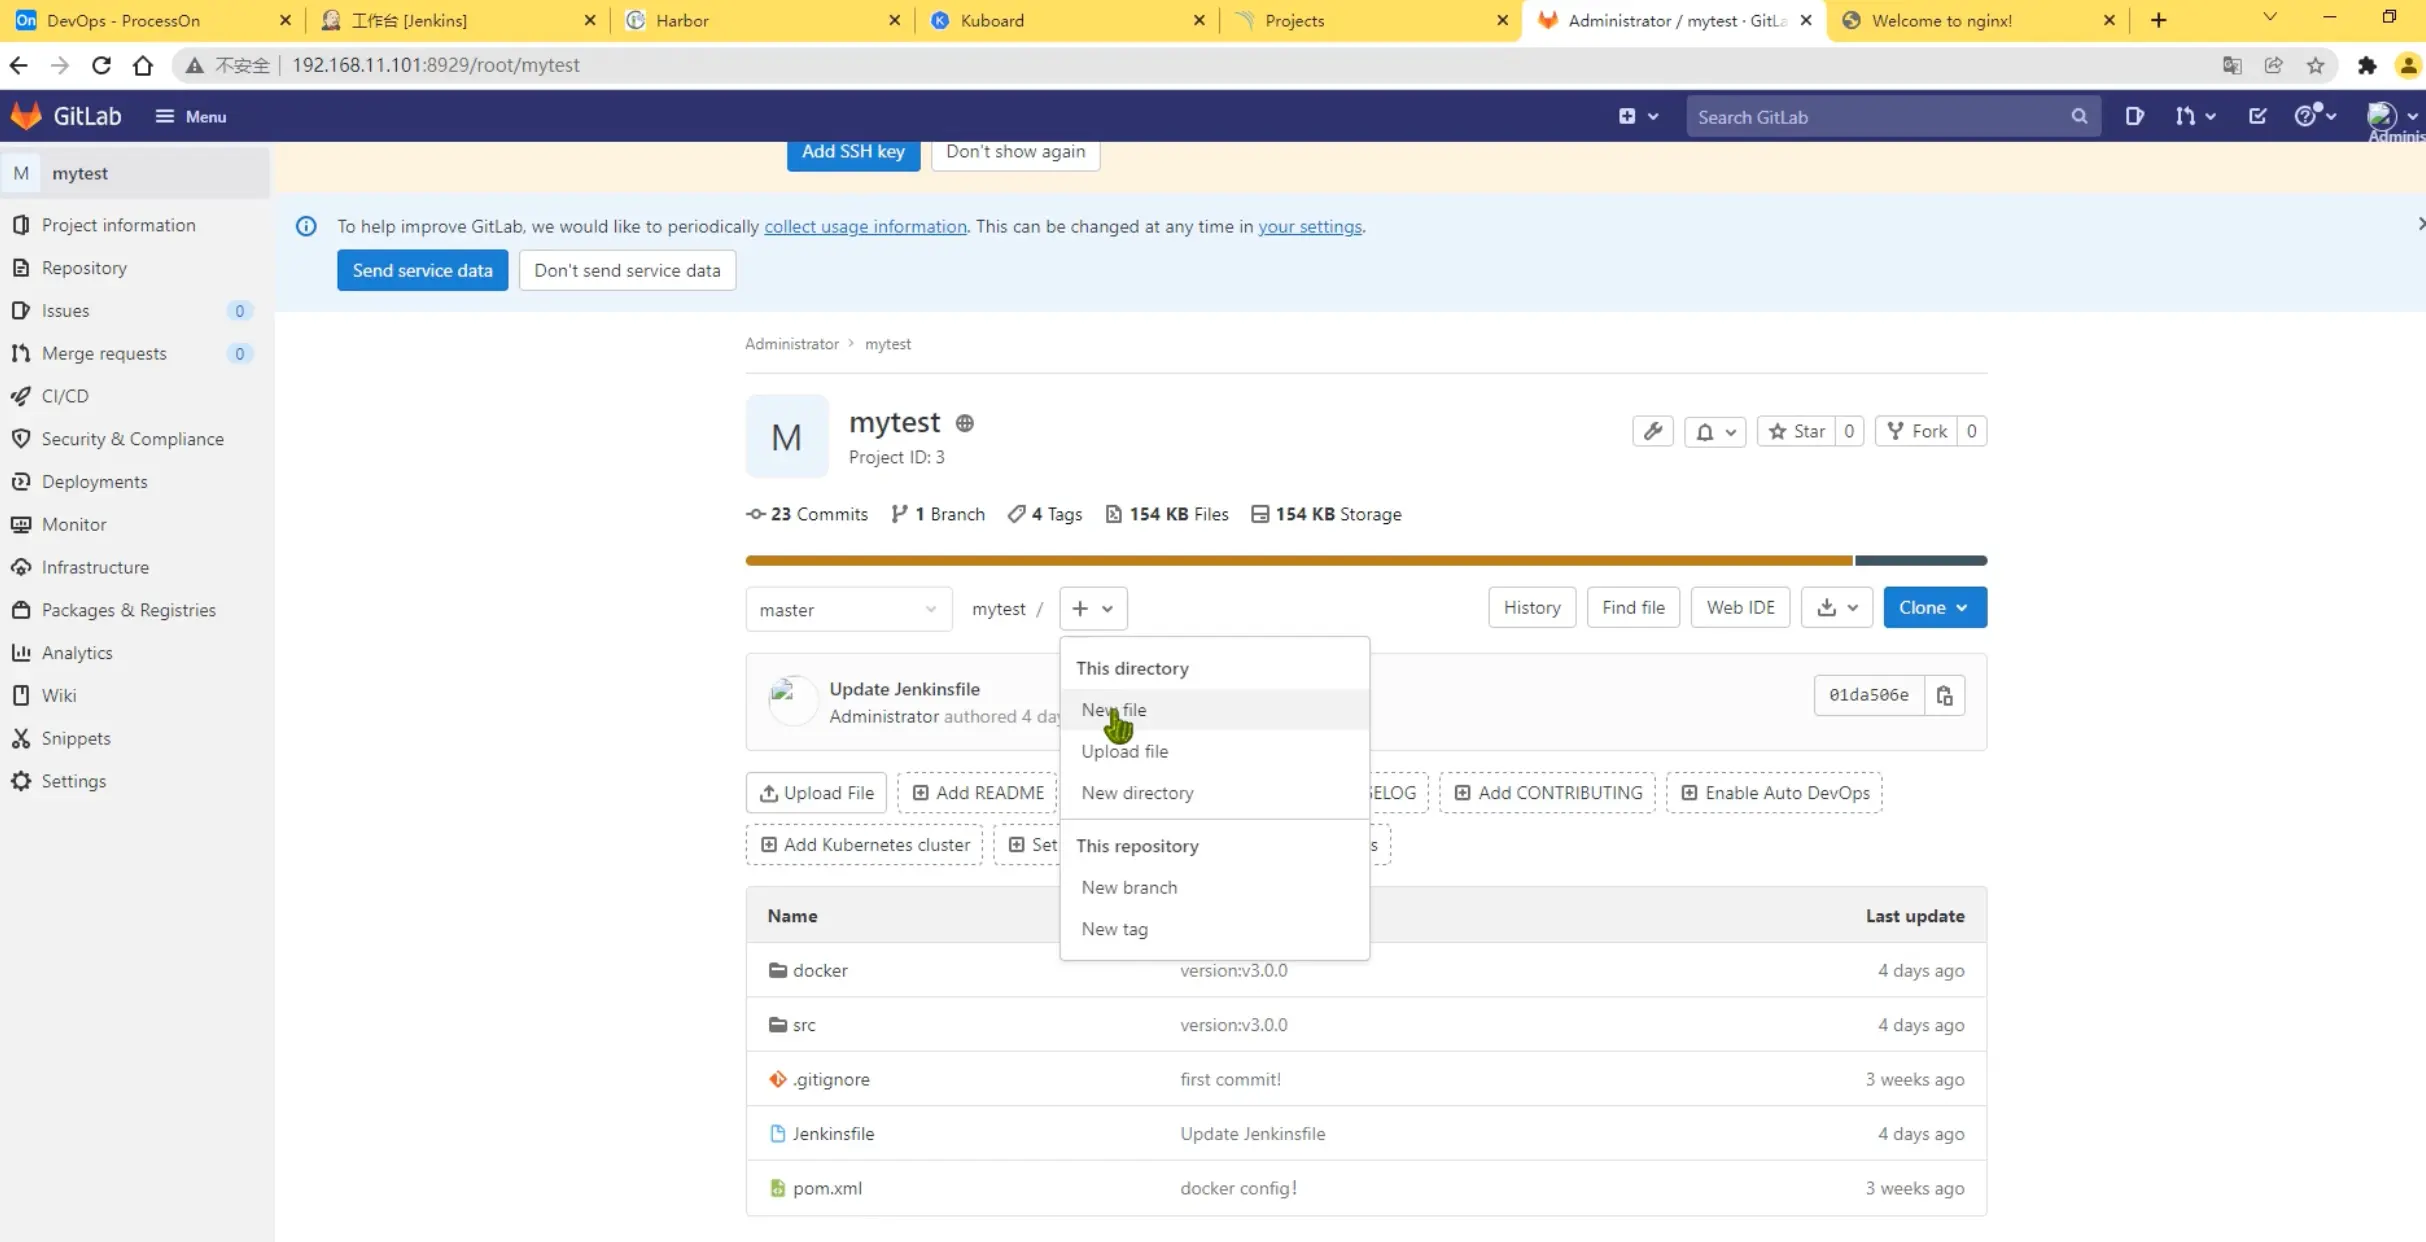 DevOps - ProcessOn
工作台 [Jenkins]
Harbor
Kuboard
Projects
Administrator / mytest · GitLa
Welcome to nginx!
不安全
192.168.11.101:8929/root/mytest
GitLab
Menu
Search GitLab
Adminis
M mytest
Add SSH key
Don't show again
Project information
Repository
Issues 0
Merge requests 0
CI/CD
Security & Compliance
Deployments
Monitor
Infrastructure
Packages & Registries
Analytics
Wiki
Snippets
Settings
To help improve GitLab, we would like to periodically collect usage information. This can be changed at any time in your settings.
Send service data
Don't send service data
Administrator > mytest
M
mytest
Project ID: 3
Star 0
Fork 0
23 Commits 1 Branch 4 Tags 154 KB Files 154 KB Storage
master
mytest /
History
Find file
Web IDE
Clone
This directory
New file
Upload file
New directory
This repository
New branch
New tag
Update Jenkinsfile
Administrator authored 4 day
01da506e
Upload File
Add README
ELOG
Add CONTRIBUTING
Enable Auto DevOps
Add Kubernetes cluster
Set
s
Name Last update
docker version:v3.0.0 4 days ago
src version:v3.0.0 4 days ago
.gitignore first commit! 3 weeks ago
Jenkinsfile Update Jenkinsfile 4 days ago
pom.xml docker config! 3 weeks ago